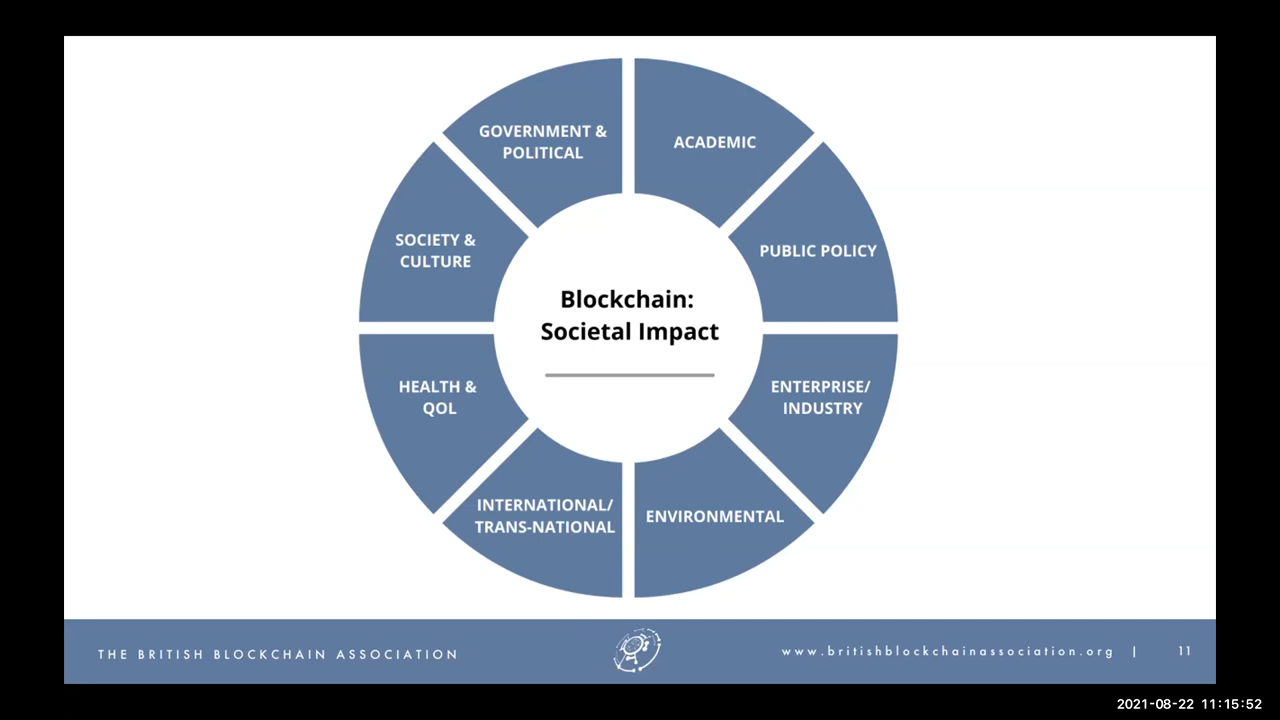 GOVERNMENT &
POLITICAL
ACADEMIC
SOCIETY &
CULTURE
PUBLIC POLICY
Blockchain:
Societal Impact
HEALTH &
QOL
ENTERPRISE/
INDUSTRY
INTERNATIONAL/
TRANS-NATIONAL
ENVIRONMENTAL
THE BRITISH BLOCKCHAIN ASSOCIATION
www.britishblockchainassociation.org | 11
2021-08-22 11:15:52